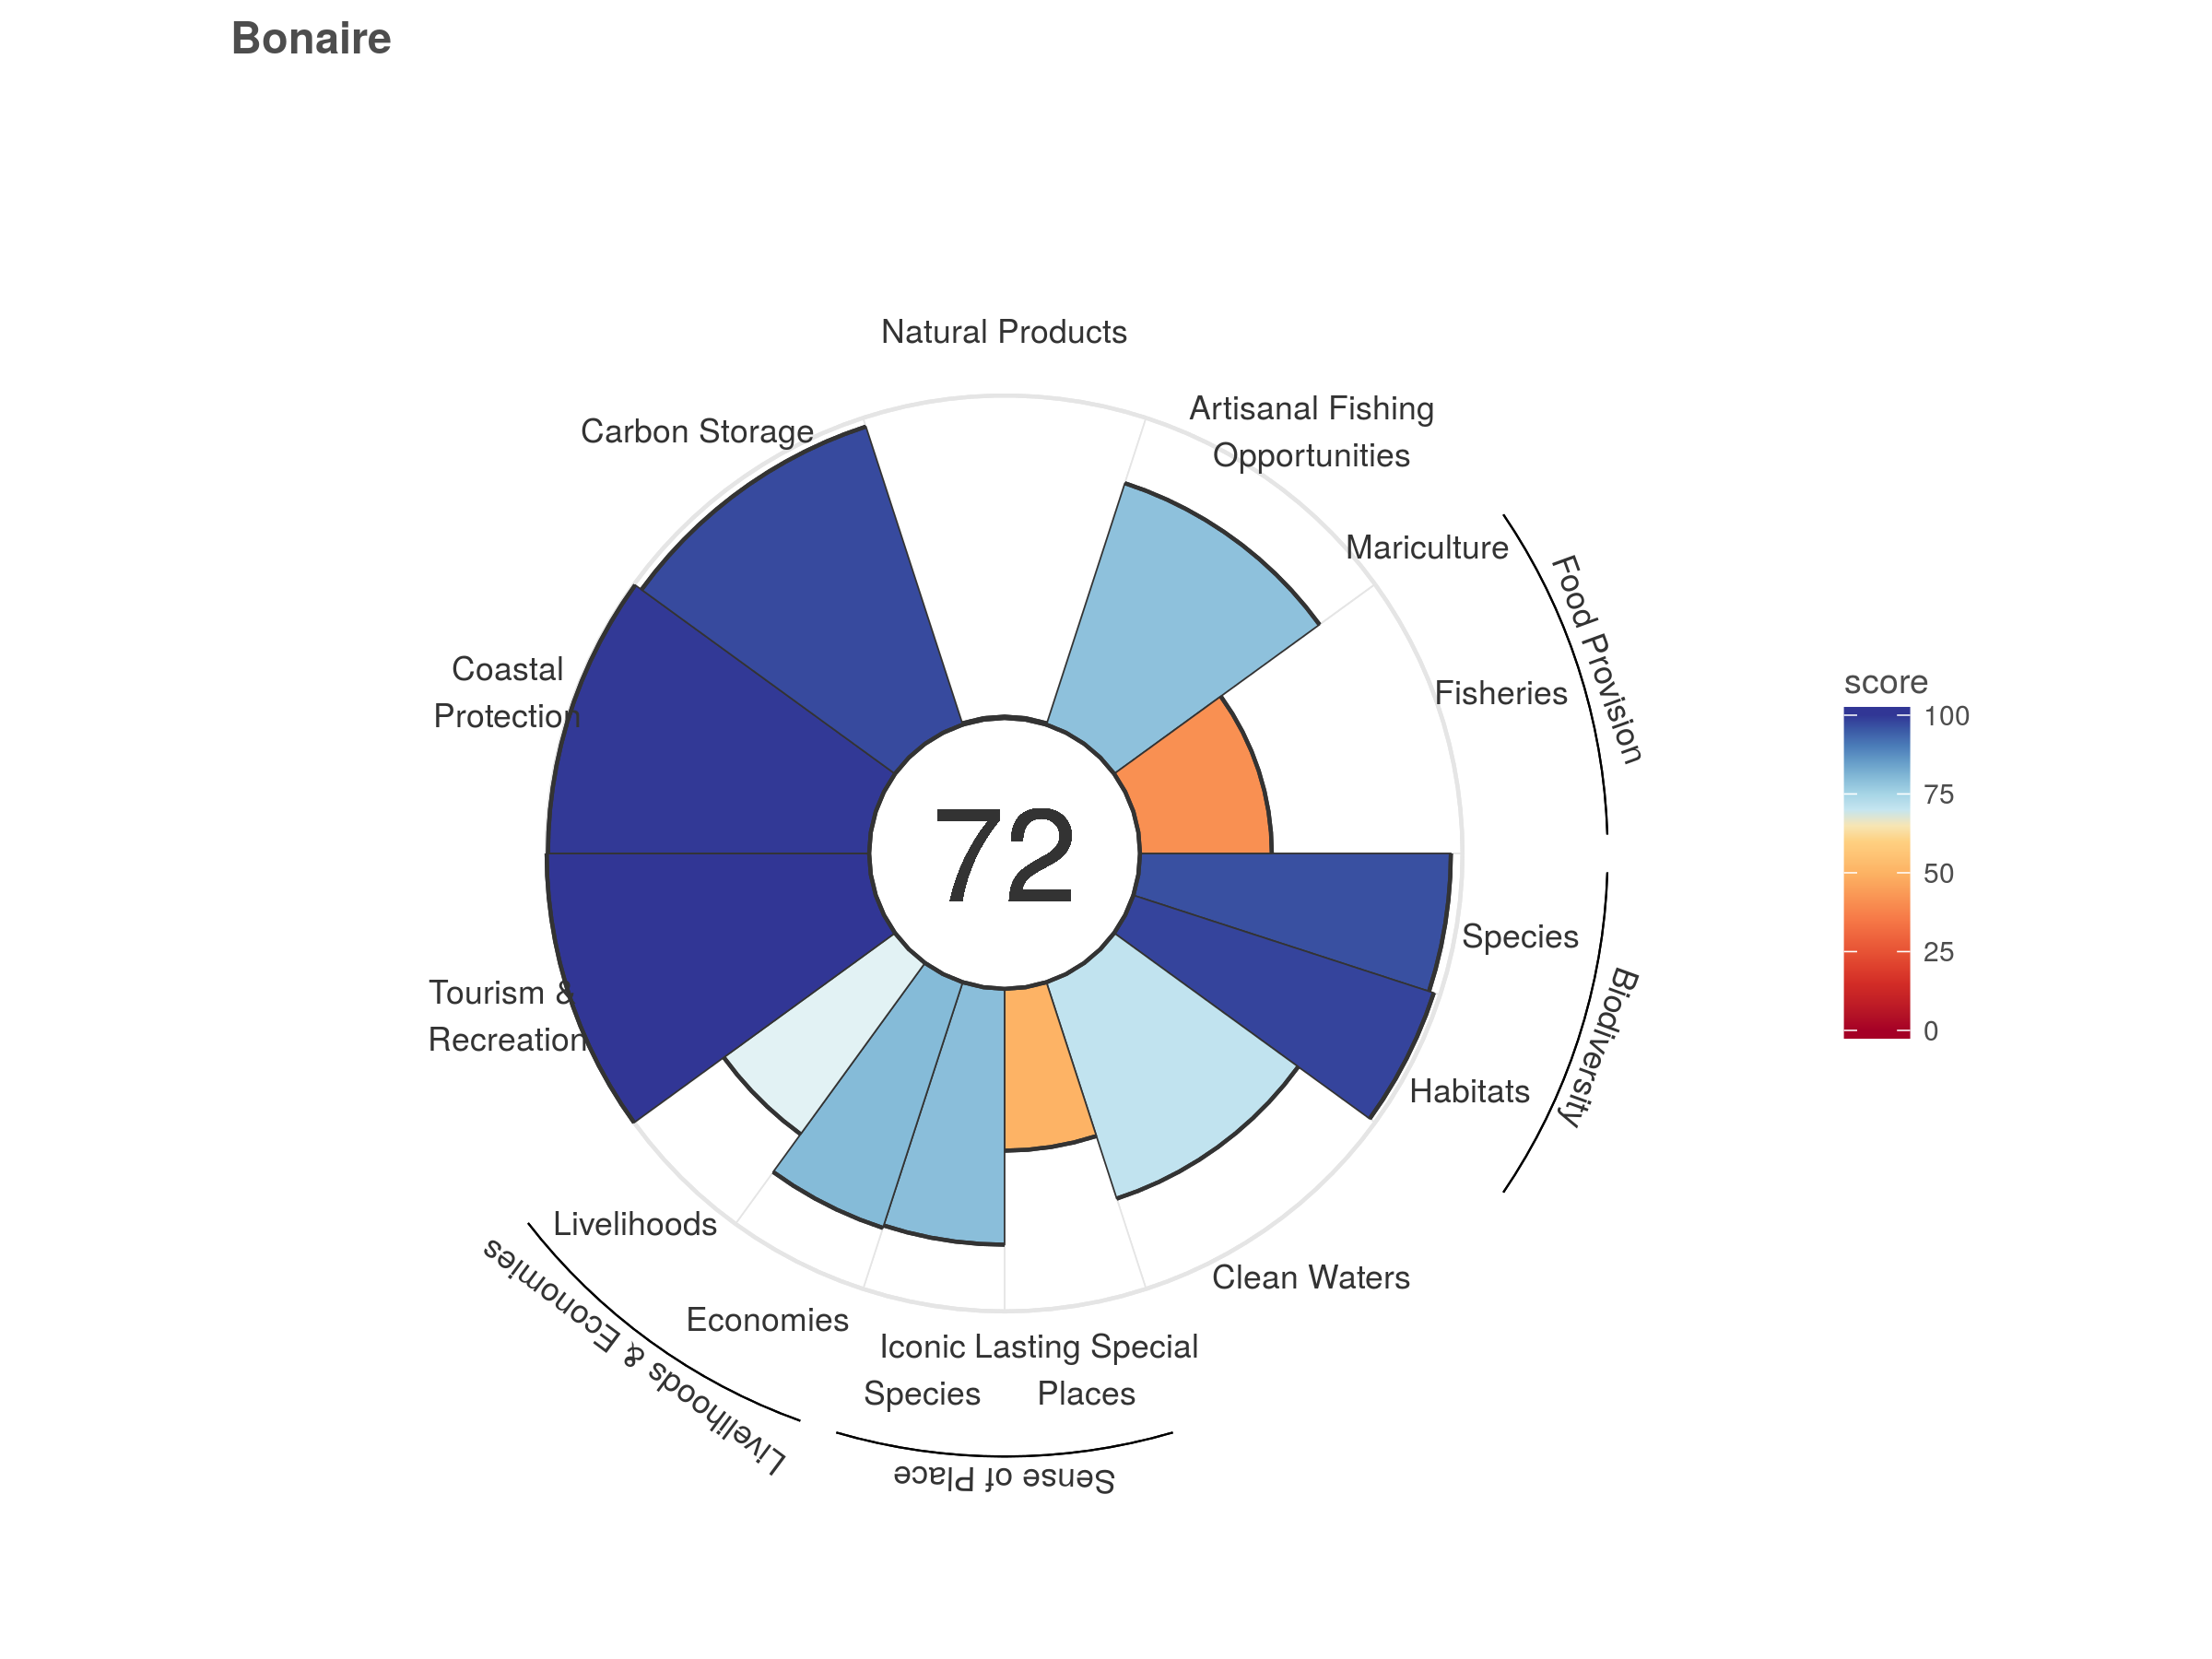 Bonaire
Natural Products
Artisanal Fishing
Opportunities
Carbon Storage
Mariculture
Food Provision
Fisheries
Coastal
Protection
score
100
75
50
25
0
72
Species
Biodiversity
Tourism &
Recreation
Habitats
Livelihoods
Clean Waters
Economies
Livelihoods & Economies
Iconic
Species
Lasting Special
Places
Sense of Place